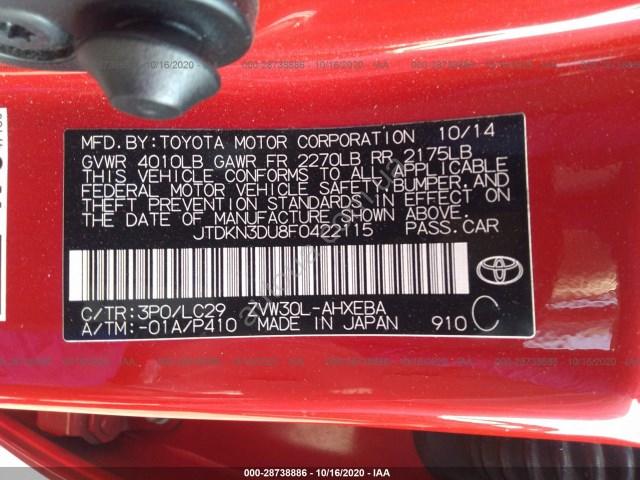 MFD.BY:TOYOTA MOTOR CORPORATION 10/14
GVWR 4010LB GAWR FR 2270LB RR 2175LB
THIS VEHICLE CONFORMS TO ALL APPLICABLE
FEDERAL MOTOR VEHICLE SAFETY, BUMPER, AND
THEFT PREVENTION STANDARDS IN EFFECT ON
THE DATE OF MANUFACTURE SHOWN ABOVE.
JTDKN3DU8F0422115 PASS.CAR
C/TR:3P0/LC29 ZVW30L-AHXEBA
A/TM:-01A/P410 MADE IN JAPAN 910 C
TOYOTA
000-28738886 - 10/16/2020 - IAA